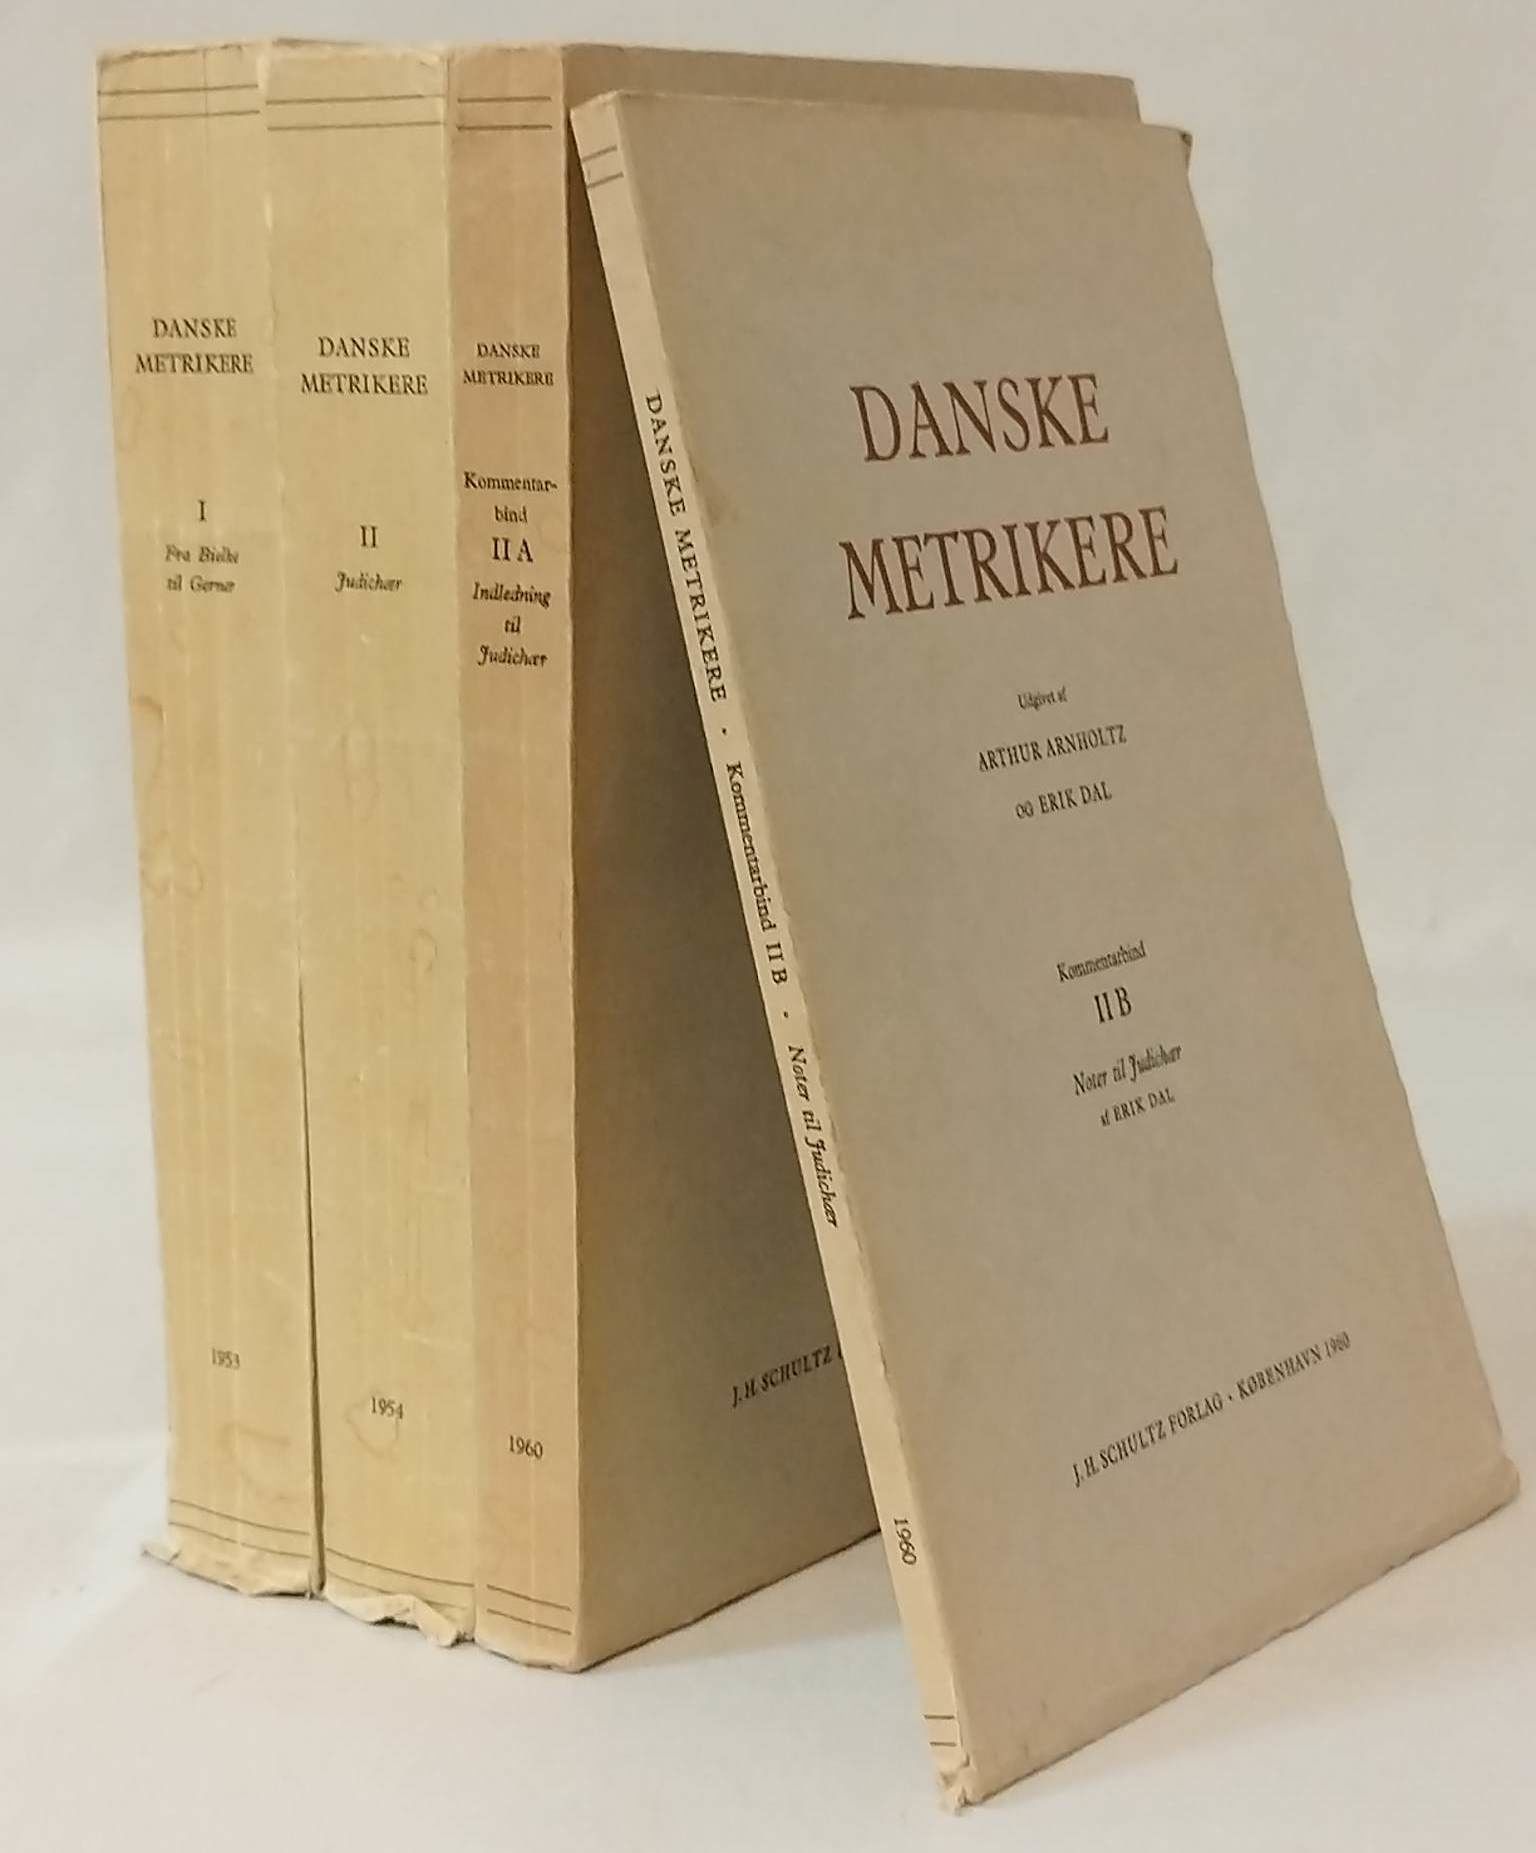 DANSKE
METRIKERE
I
Fra Bielke
til Gerner
1953
DANSKE
METRIKERE
II
Judichær
1954
DANSKE
METRIKERE
Kommentar-
bind
II A
Indledning
til
Judichær
1960
J. H. SCHULTZ
DANSKE METRIKERE · Kommentarbind II B · Noter til Judichær
1960
DANSKE
METRIKERE
Udgivet af
ARTHUR ARNHOLTZ
OG ERIK DAL
Kommentarbind
II B
Noter til Judichær
af ERIK DAL
J. H. SCHULTZ FORLAG · KØBENHAVN 1960